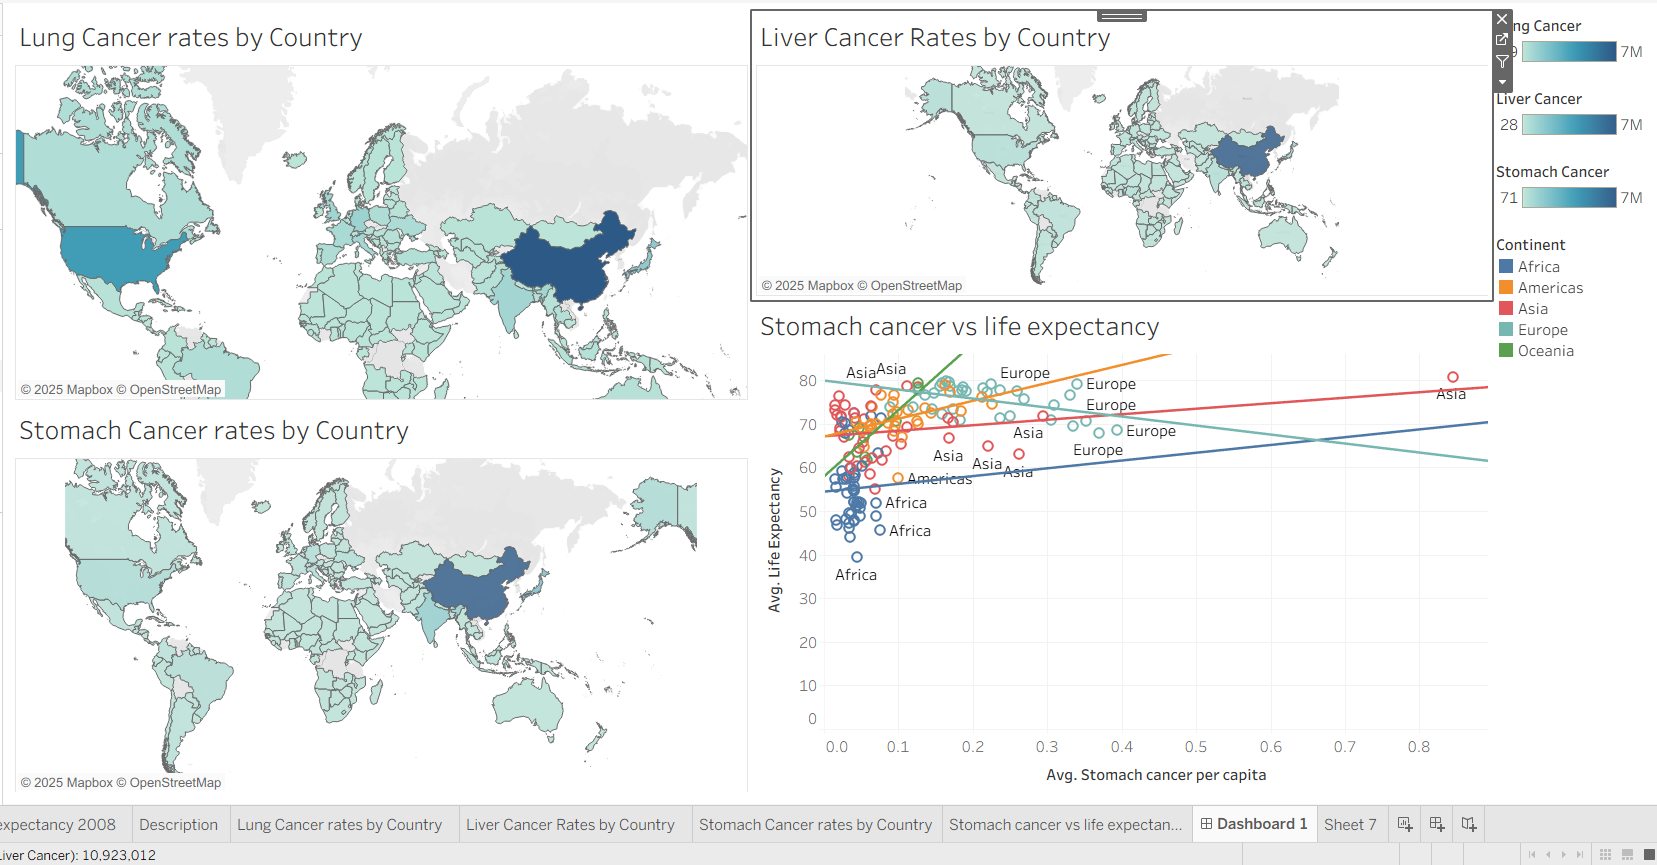 Lung Cancer rates by Country
© 2025 Mapbox © OpenStreetMap
Stomach Cancer rates by Country
© 2025 Mapbox © OpenStreetMap
Liver Cancer Rates by Country
© 2025 Mapbox © OpenStreetMap
Stomach cancer vs life expectancy
Avg. Life Expectancy
80
70
60
50
40
30
20
10
0
Asia
Asia
Europe
Europe
Asia
Europe
Asia
Europe
Asia
Europe
Asia
Asia
Americas
Africa
Africa
Africa
0.0 0.1 0.2 0.3 0.4 0.5 0.6 0.7 0.8
Avg. Stomach cancer per capita
ng Cancer
9 7M
Liver Cancer
28 7M
Stomach Cancer
71 7M
Continent
Africa
Americas
Asia
Europe
Oceania
expectancy 2008 Description Lung Cancer rates by Country Liver Cancer Rates by Country Stomach Cancer rates by Country Stomach cancer vs life expectan... Dashboard 1 Sheet 7
iver Cancer): 10,923,012